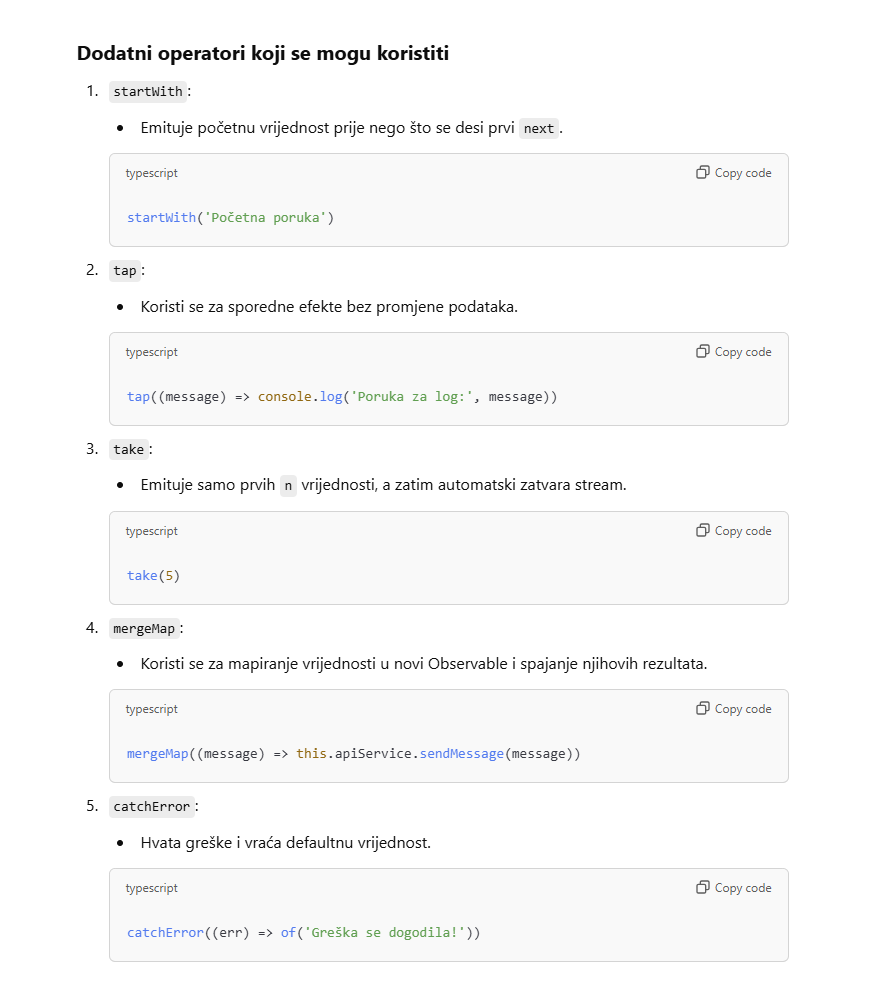 Dodatni operatori koji se mogu koristiti
1. startWith:
• Emituje početnu vrijednost prije nego što se desi prvi next.
typescript Copy code
startWith('Početna poruka')
2. tap:
• Koristi se za sporedne efekte bez promjene podataka.
typescript Copy code
tap((message) => console.log('Poruka za log:', message))
3. take:
• Emituje samo prvih n vrijednosti, a zatim automatski zatvara stream.
typescript Copy code
take(5)
4. mergeMap:
• Koristi se za mapiranje vrijednosti u novi Observable i spajanje njihovih rezultata.
typescript Copy code
mergeMap((message) => this.apiService.sendMessage(message))
5. catchError:
• Hvata greške i vraća defaultnu vrijednost.
typescript Copy code
catchError((err) => of('Greška se dogodila!'))